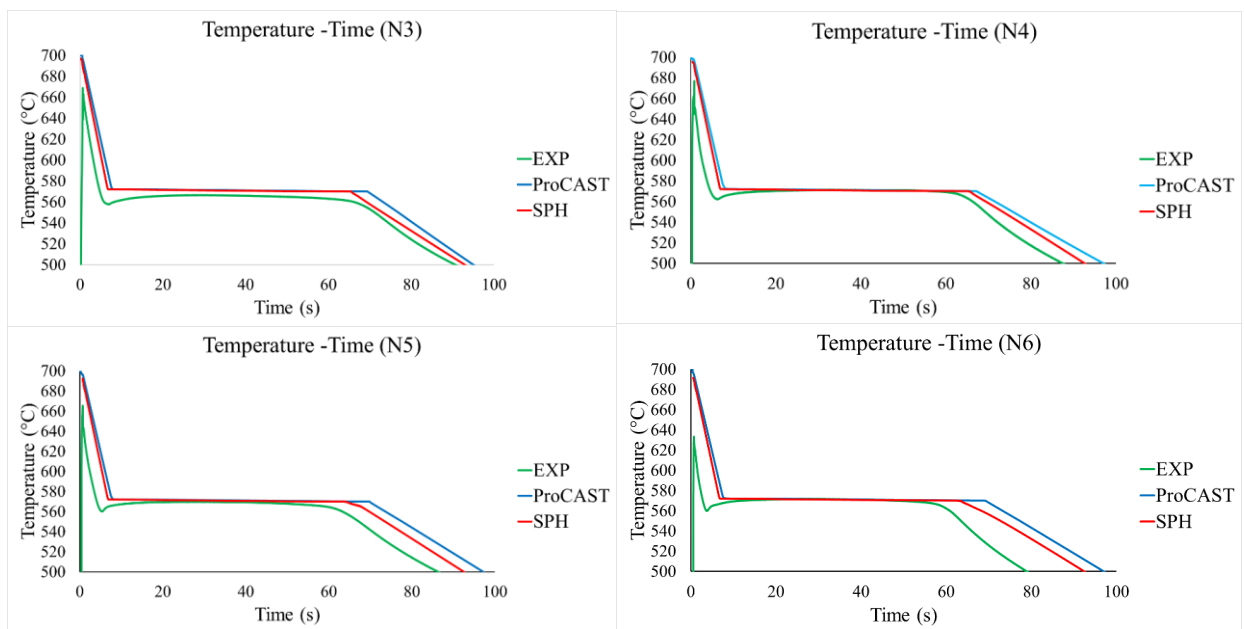 Temperature -Time (N3)
700
680
660
640
620
600
580
560
540
520
500
Temperature (°C)
0 20 40 60 80 100
Time (s)
EXP
ProCAST
SPH
Temperature -Time (N4)
700
680
660
640
620
600
580
560
540
520
500
Temperature (°C)
0 20 40 60 80 100
Time (s)
EXP
ProCAST
SPH
Temperature -Time (N5)
700
680
660
640
620
600
580
560
540
520
500
Temperature (°C)
0 20 40 60 80 100
Time (s)
EXP
ProCAST
SPH
Temperature -Time (N6)
700
680
660
640
620
600
580
560
540
520
500
Temperature (°C)
0 20 40 60 80 100
Time (s)
EXP
ProCAST
SPH